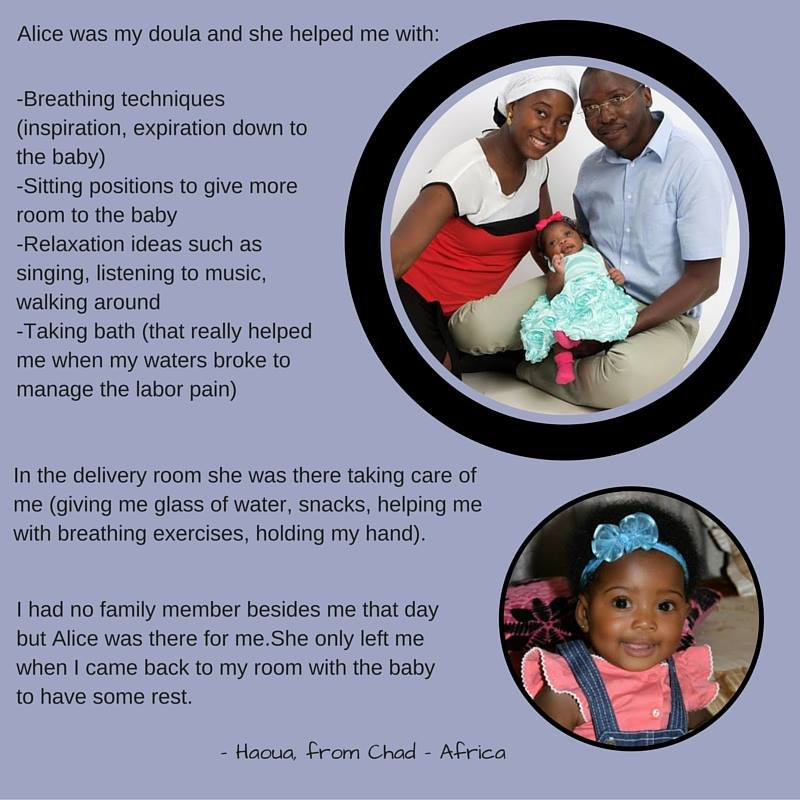 Alice was my doula and she helped me with:
-Breathing techniques
(inspiration, expiration down to
the baby)
-Sitting positions to give more
room to the baby
-Relaxation ideas such as
singing, listening to music,
walking around
-Taking bath (that really helped
me when my waters broke to
manage the labor pain)
In the delivery room she was there taking care of
me (giving me glass of water, snacks, helping me
with breathing exercises, holding my hand).
I had no family member besides me that day
but Alice was there for me.She only left me
when I came back to my room with the baby
to have some rest.
- Haoua, from Chad - Africa